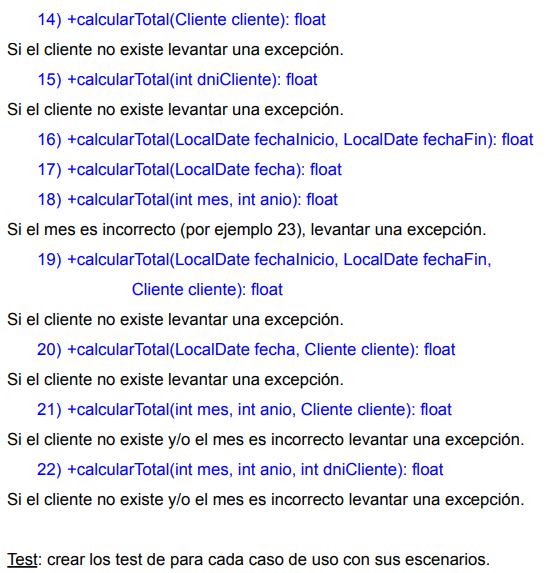 14) +calcularTotal(Cliente cliente): float
Si el cliente no existe levantar una excepción.
15) +calcularTotal(int dniCliente): float
Si el cliente no existe levantar una excepción.
16) +calcularTotal(LocalDate fechaInicio, LocalDate fechaFin): float
17) +calcularTotal(LocalDate fecha): float
18) +calcularTotal(int mes, int anio): float
Si el mes es incorrecto (por ejemplo 23), levantar una excepción.
19) +calcularTotal(LocalDate fechaInicio, LocalDate fechaFin,
Cliente cliente): float
Si el cliente no existe levantar una excepción.
20) +calcularTotal(LocalDate fecha, Cliente cliente): float
Si el cliente no existe levantar una excepción.
21) +calcularTotal(int mes, int anio, Cliente cliente): float
Si el cliente no existe y/o el mes es incorrecto levantar una excepción.
22) +calcularTotal(int mes, int anio, int dniCliente): float
Si el cliente no existe y/o el mes es incorrecto levantar una excepción.
Test: crear los test de para cada caso de uso con sus escenarios.